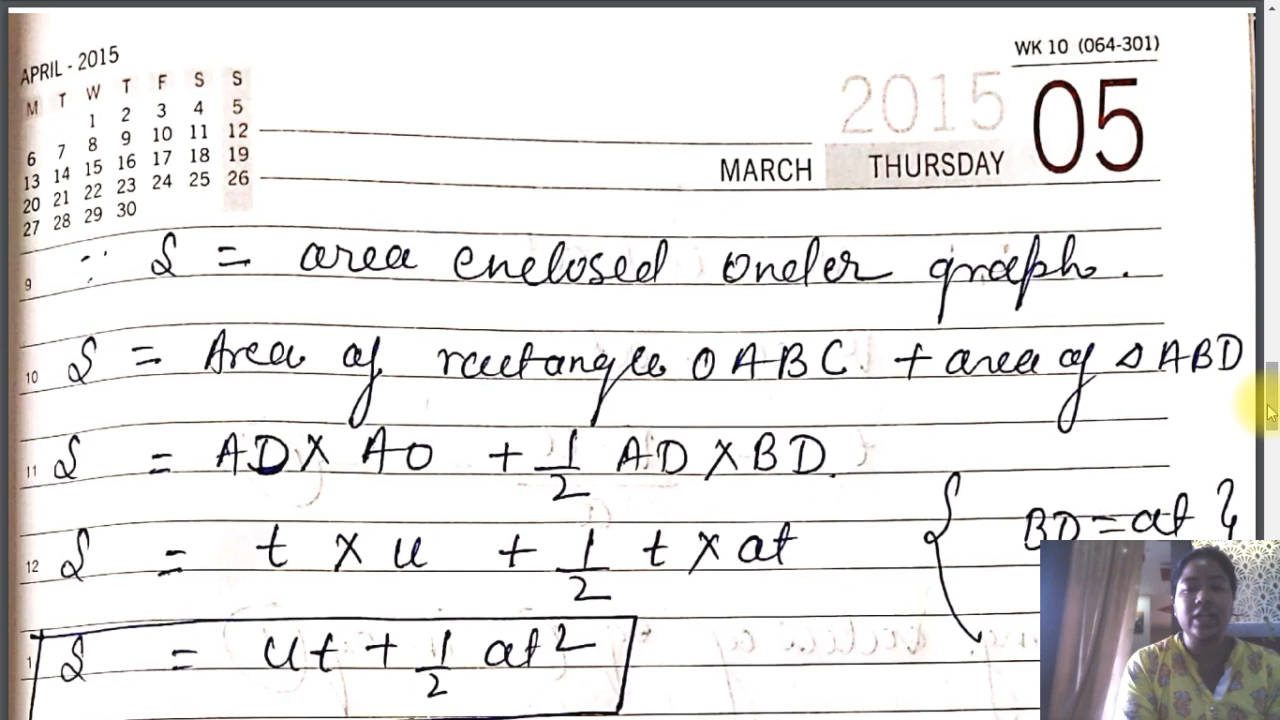 APRIL - 2015
M T W T F S S
1 2 3 4 5
6 7 8 9 10 11 12
13 14 15 16 17 18 19
20 21 22 23 24 25 26
27 28 29 30
WK 10 (064-301)
2015 05
MARCH THURSDAY
9 ∵ S = area enclosed under graph.
10 S = Area of rectangle OABC + area of △ABD
11 S = AD × AO + 1/2 AD × BD.
{ BD = at }
12 S = t × u + 1/2 t × at
1 S = ut + 1/2 at²